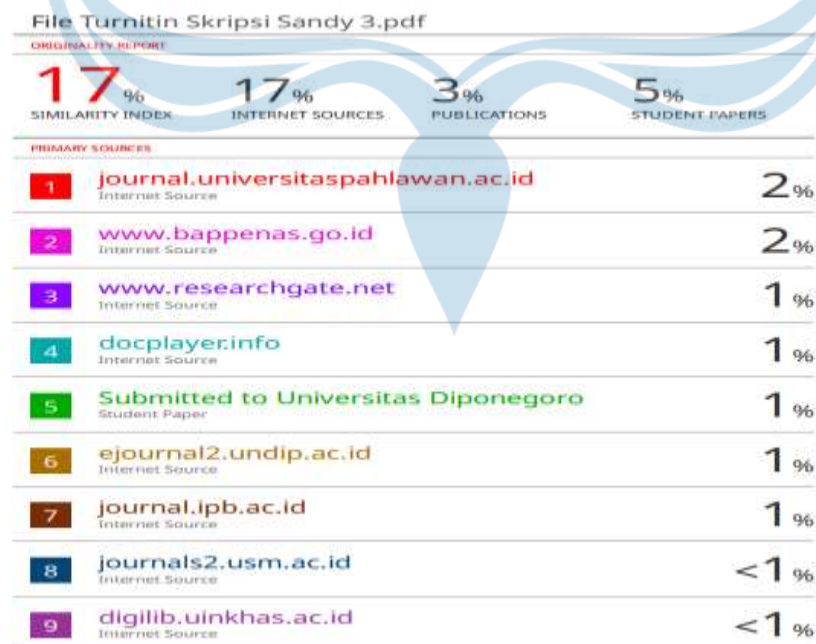 File Turnitin Skripsi Sandy 3.pdf
ORIGINALITY REPORT
17% 17% 3% 5%
SIMILARITY INDEX INTERNET SOURCES PUBLICATIONS STUDENT PAPERS
PRIMARY SOURCES
1 journal.universitaspahlawan.ac.id 2%
Internet Source
2 www.bappenas.go.id 2%
Internet Source
3 www.researchgate.net 1%
Internet Source
4 docplayer.info 1%
Internet Source
5 Submitted to Universitas Diponegoro 1%
Student Paper
6 ejournal2.undip.ac.id 1%
Internet Source
7 journal.ipb.ac.id 1%
Internet Source
8 journals2.usm.ac.id <1%
Internet Source
9 digilib.uinkhas.ac.id <1%
Internet Source